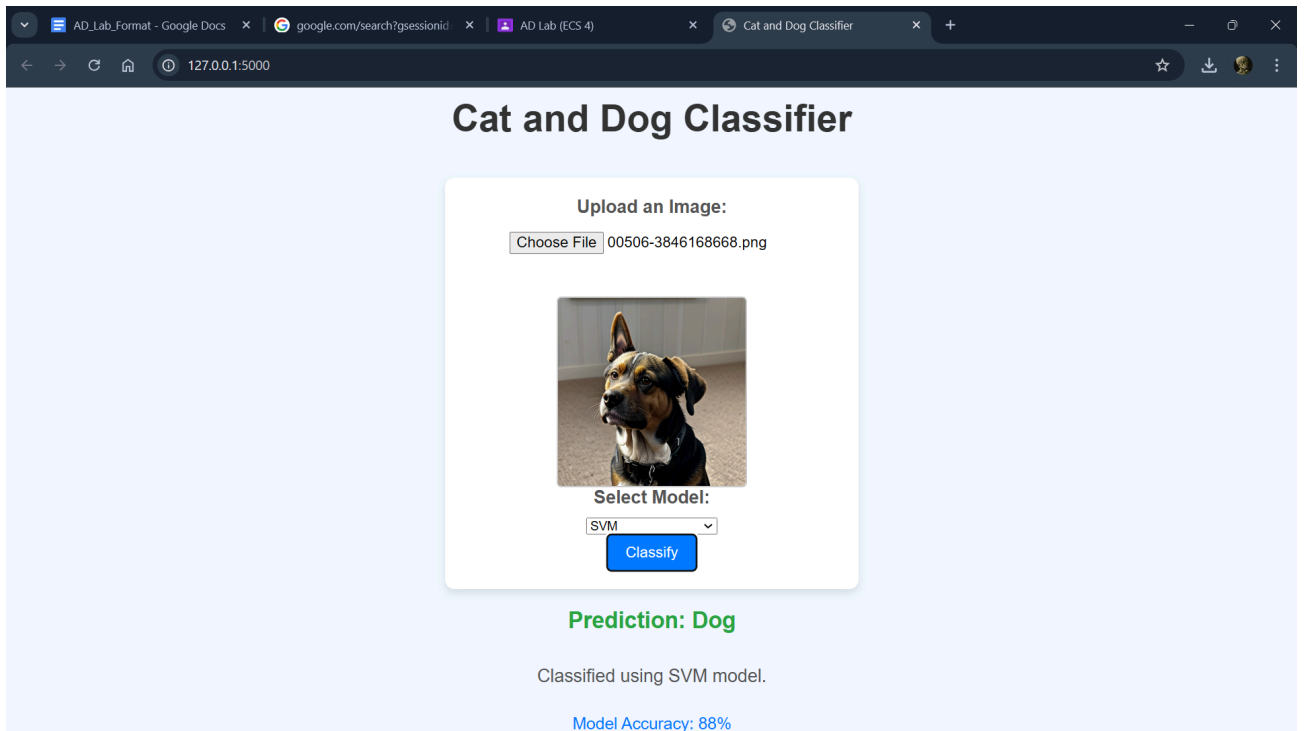 AD_Lab_Format - Google Docs
google.com/search?gsessionid
AD Lab (ECS 4)
Cat and Dog Classifier
127.0.0.1:5000
Cat and Dog Classifier
Upload an Image:
Choose File 00506-3846168668.png
Select Model:
SVM
Classify
Prediction: Dog
Classified using SVM model.
Model Accuracy: 88%